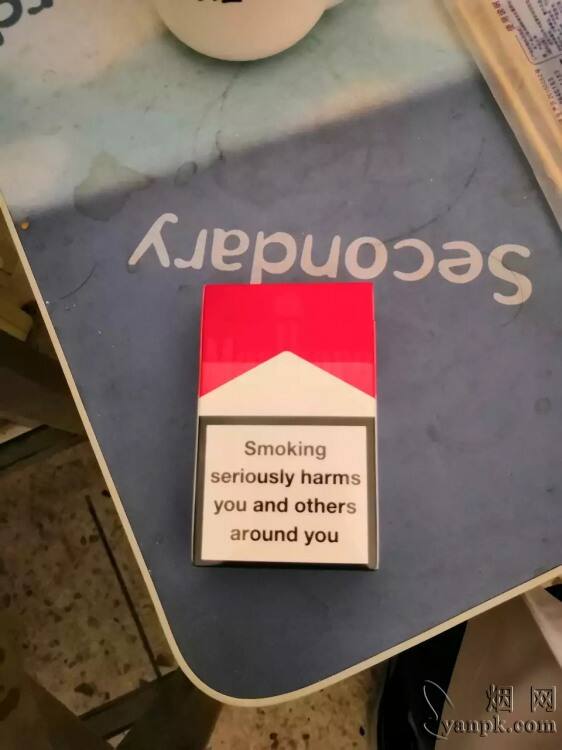 Secondary
Smoking
seriously harms
you and others
around you
烟网
yanpk.com